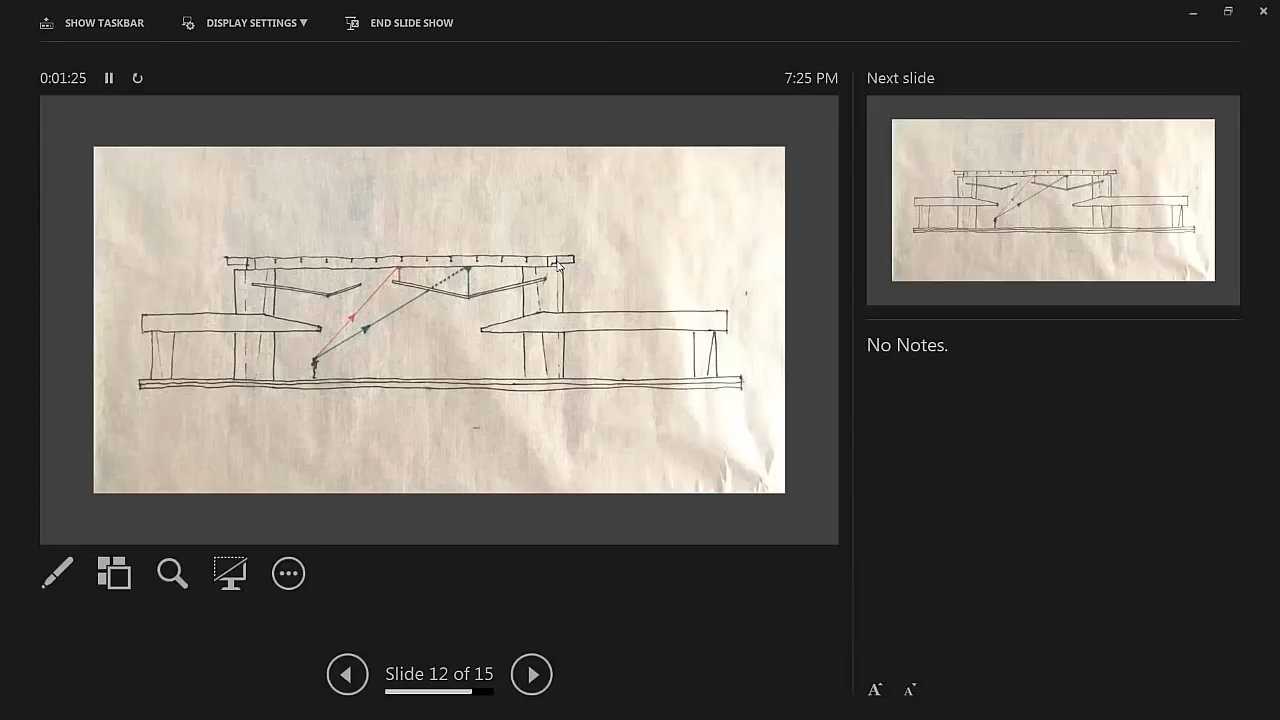 SHOW TASKBAR
DISPLAY SETTINGS ▼
END SLIDE SHOW
0:01:25
7:25 PM
Next slide
No Notes.
Slide 12 of 15
A
A